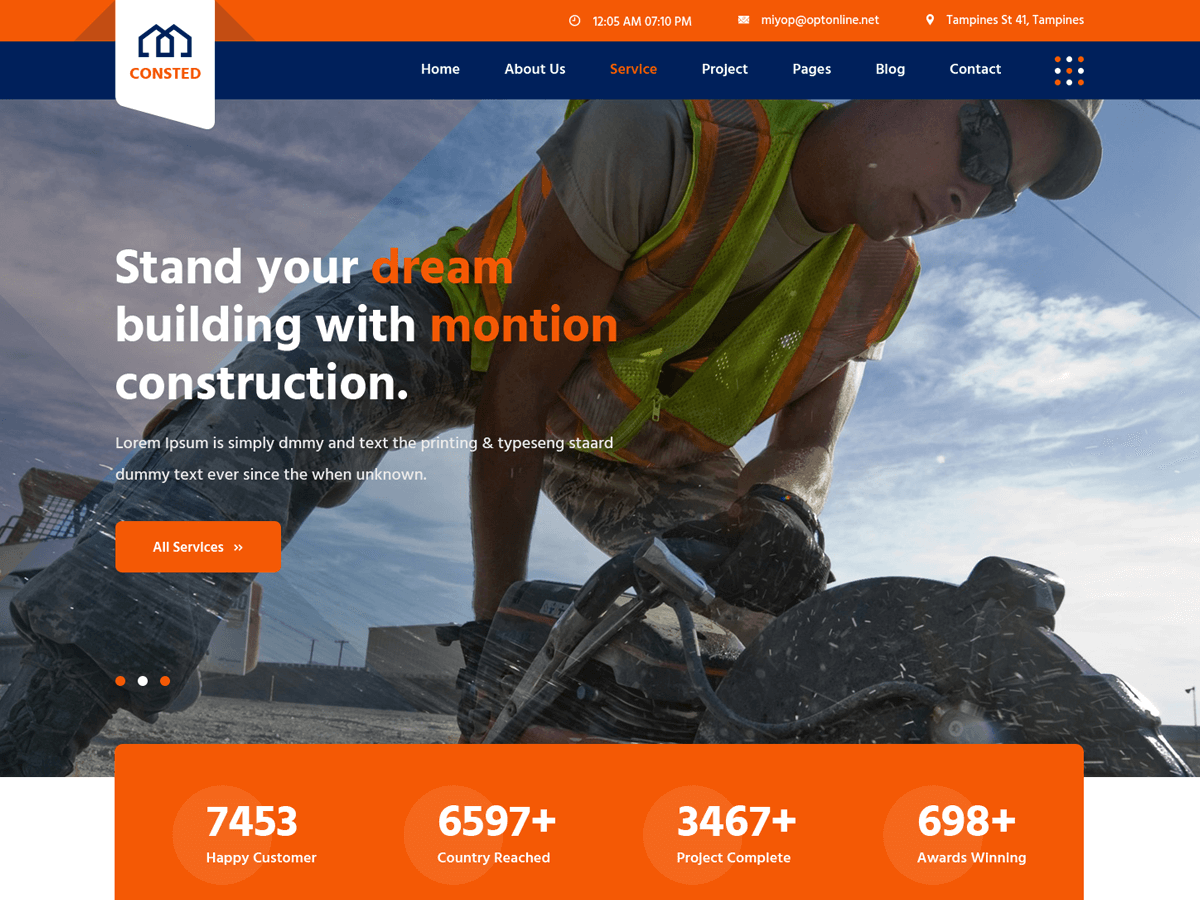 12:05 AM 07:10 PM
miyop@optonline.net
Tampines St 41, Tampines
CONSTED
Home
About Us
Service
Project
Pages
Blog
Contact
Stand your dream
building with montion
construction.
Lorem Ipsum is simply dmmy and text the printing & typeseng staard
dummy text ever since the when unknown.
All Services »
7453
Happy Customer
6597+
Country Reached
3467+
Project Complete
698+
Awards Winning